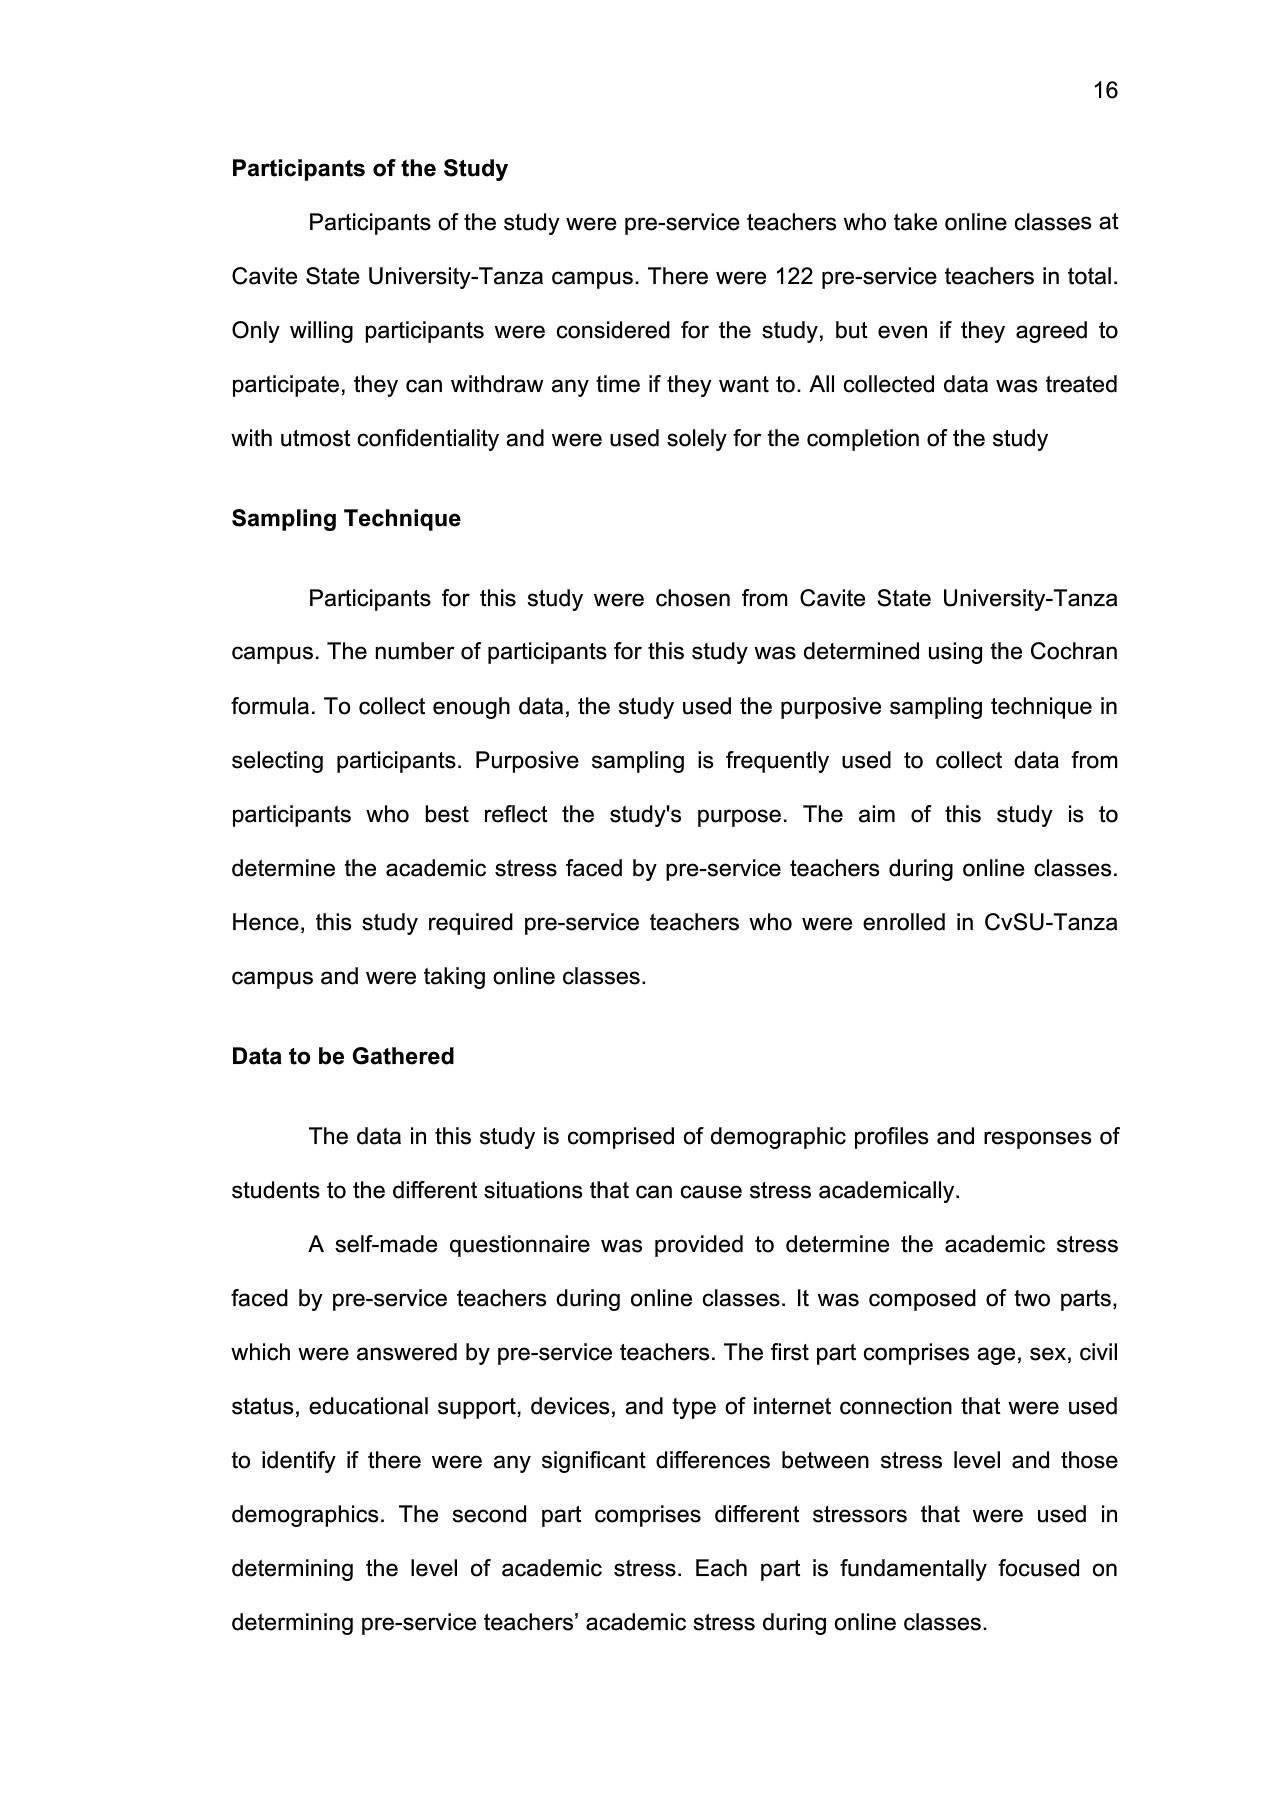 16
Participants of the Study
Participants of the study were pre-service teachers who take online classes at
Cavite State University-Tanza campus. There were 122 pre-service teachers in total.
Only willing participants were considered for the study, but even if they agreed to
participate, they can withdraw any time if they want to. All collected data was treated
with utmost confidentiality and were used solely for the completion of the study
Sampling Technique
Participants for this study were chosen from Cavite State University-Tanza
campus. The number of participants for this study was determined using the Cochran
formula. To collect enough data, the study used the purposive sampling technique in
selecting participants. Purposive sampling is frequently used to collect data from
participants who best reflect the study's purpose. The aim of this study is to
determine the academic stress faced by pre-service teachers during online classes.
Hence, this study required pre-service teachers who were enrolled in CvSU-Tanza
campus and were taking online classes.
Data to be Gathered
The data in this study is comprised of demographic profiles and responses of
students to the different situations that can cause stress academically.
A self-made questionnaire was provided to determine the academic stress
faced by pre-service teachers during online classes. It was composed of two parts,
which were answered by pre-service teachers. The first part comprises age, sex, civil
status, educational support, devices, and type of internet connection that were used
to identify if there were any significant differences between stress level and those
demographics. The second part comprises different stressors that were used in
determining the level of academic stress. Each part is fundamentally focused on
determining pre-service teachers’ academic stress during online classes.